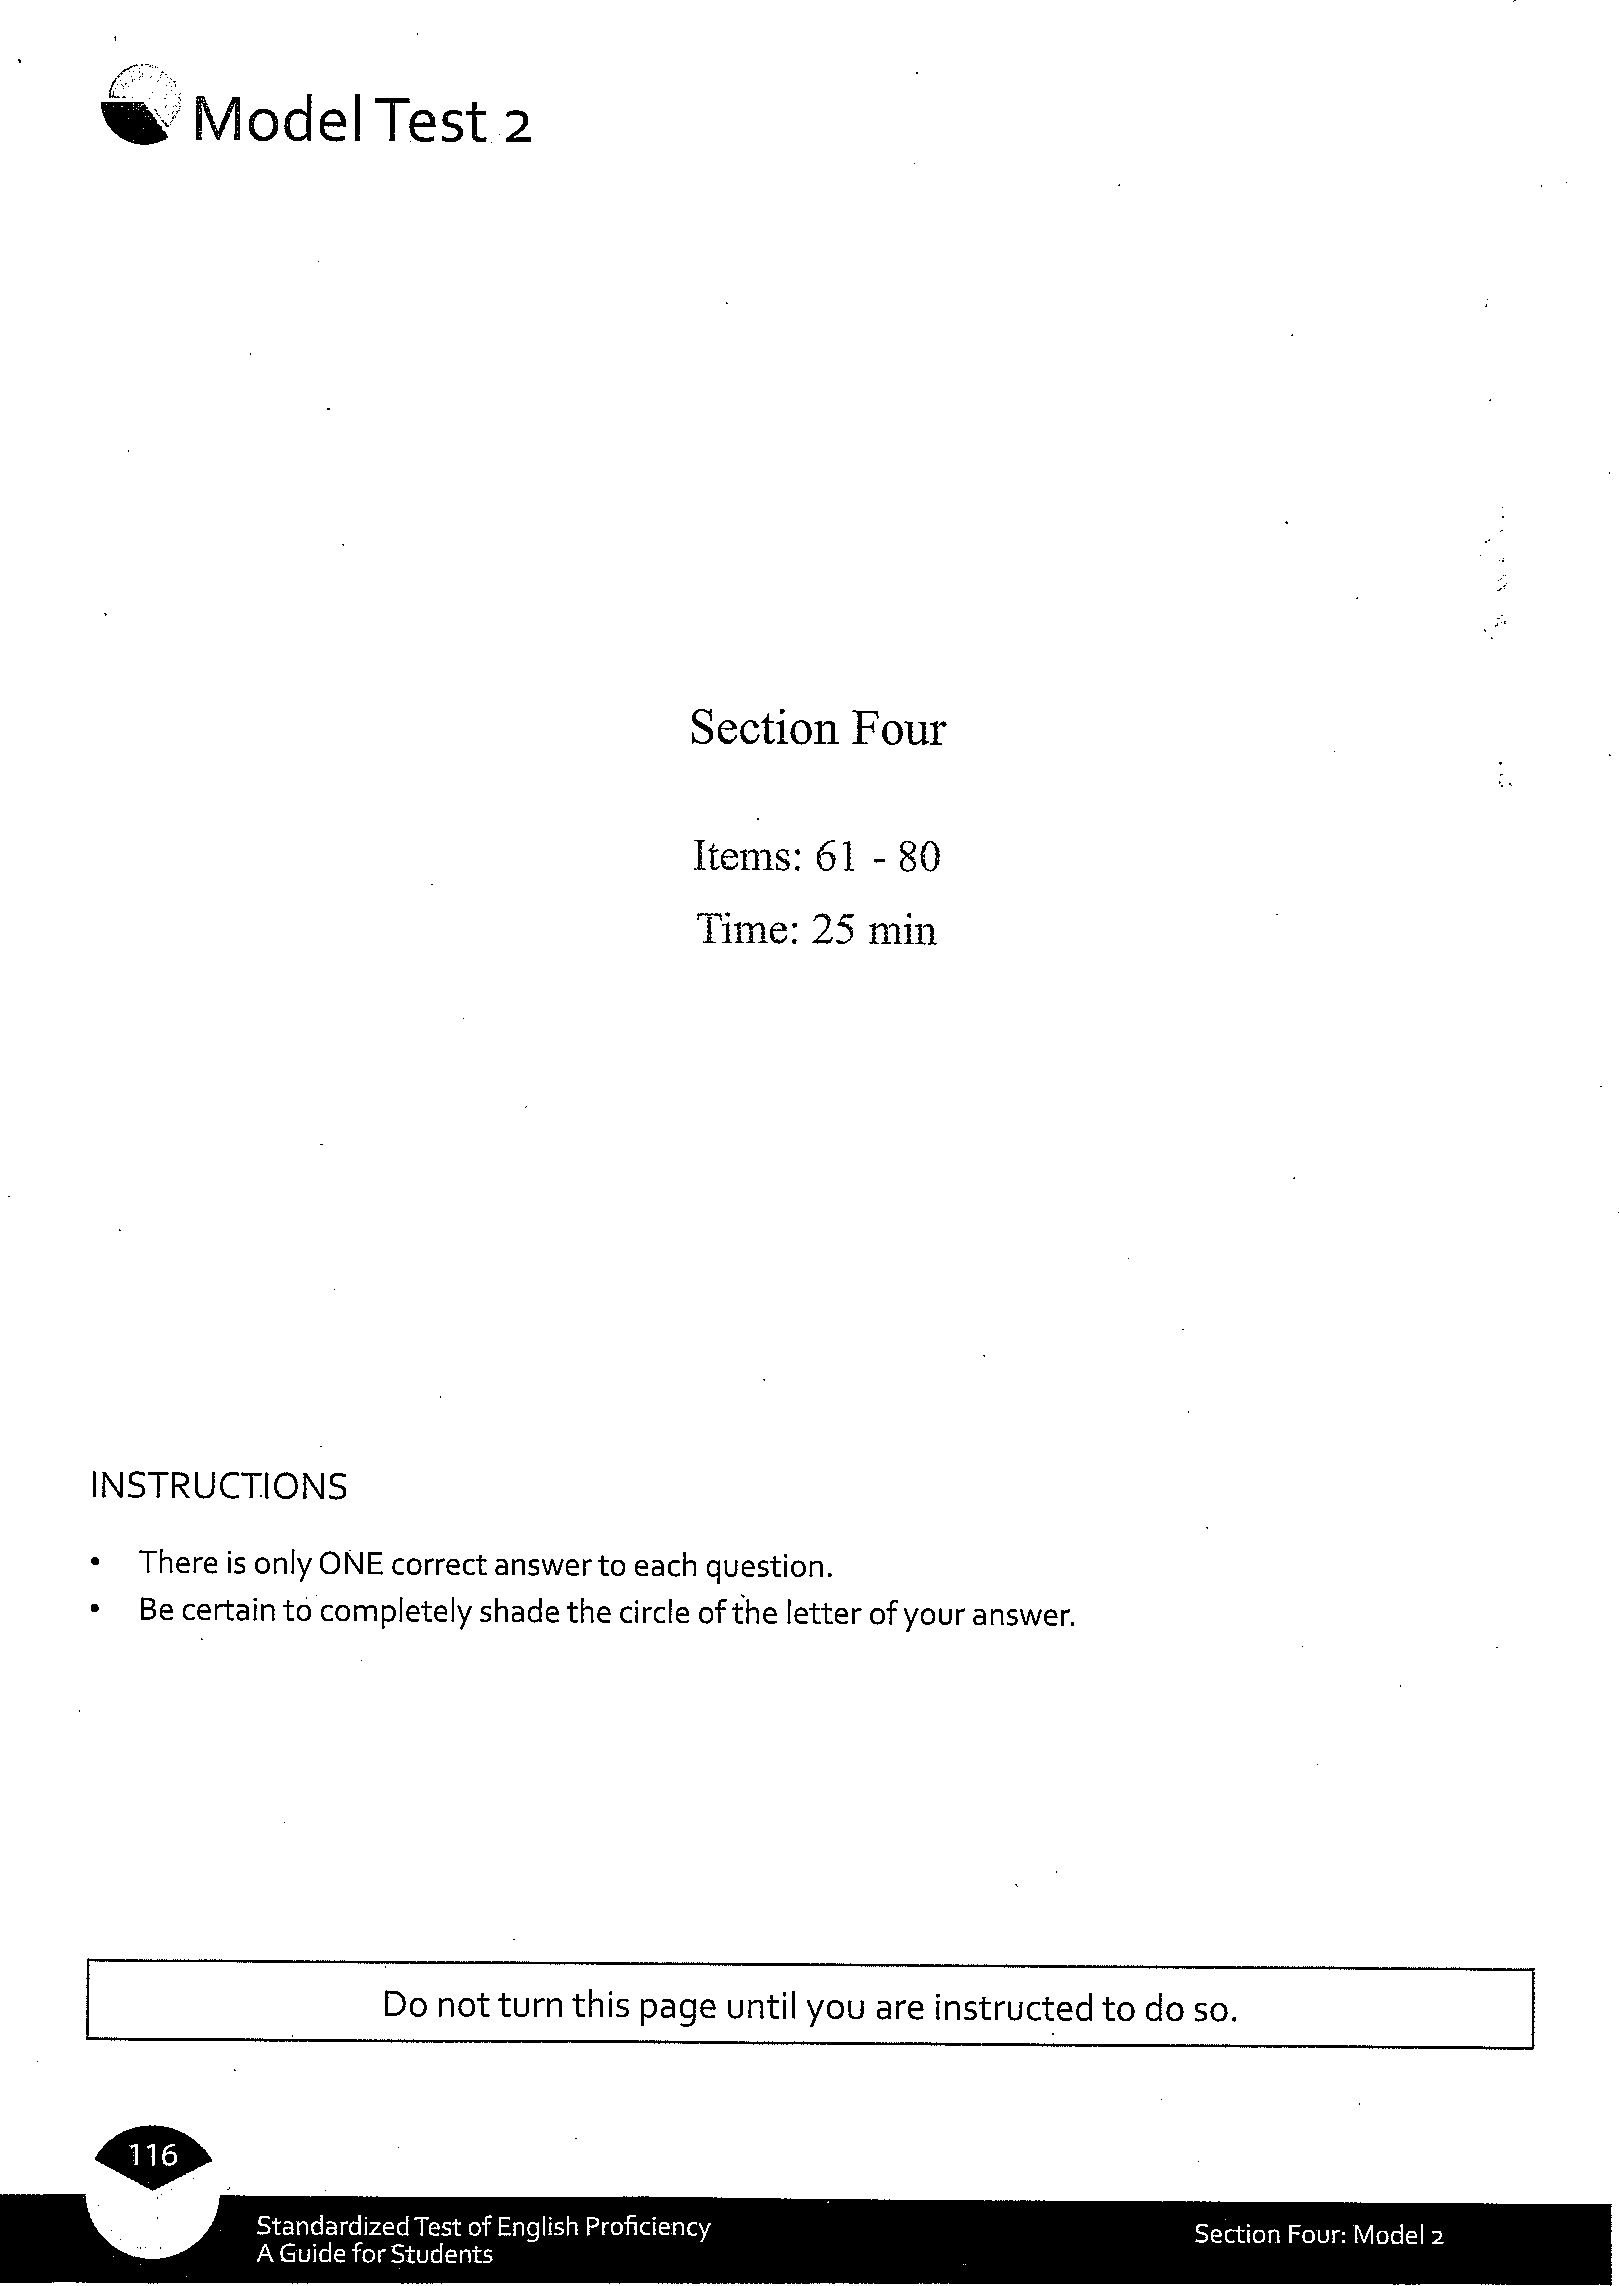 Model Test 2
Section Four
Items: 61 - 80
Time: 25 min
INSTRUCTIONS
• There is only ONE correct answer to each question.
• Be certain to completely shade the circle of the letter of your answer.
Do not turn this page until you are instructed to do so.
116
Standardized Test of English Proficiency
A Guide for Students
Section Four: Model 2